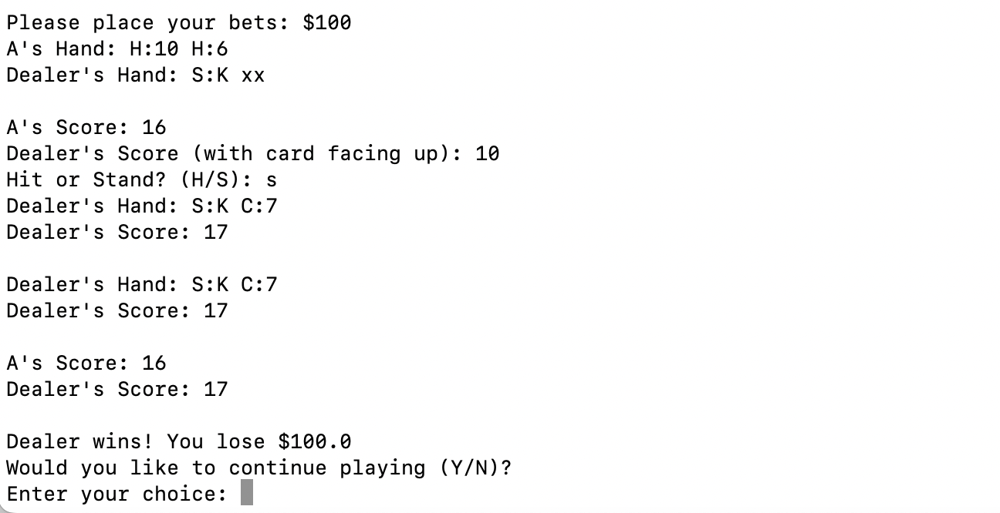 Please place your bets: $100
A's Hand: H:10 H:6
Dealer's Hand: S:K xx
A's Score: 16
Dealer's Score (with card facing up): 10
Hit or Stand? (H/S): s
Dealer's Hand: S:K C:7
Dealer's Score: 17
Dealer's Hand: S:K C:7
Dealer's Score: 17
A's Score: 16
Dealer's Score: 17
Dealer wins! You lose $100.0
Would you like to continue playing (Y/N)?
Enter your choice: